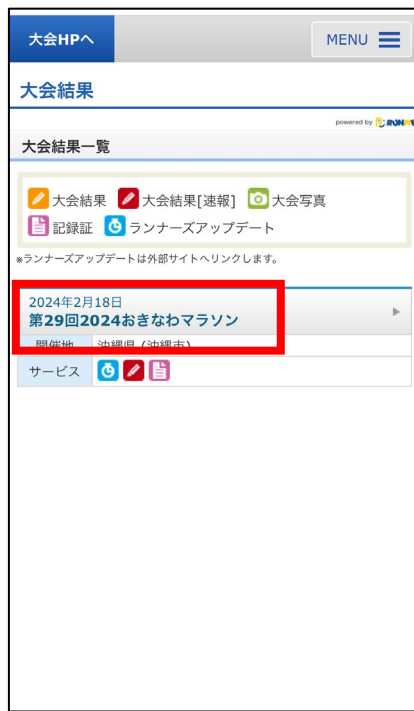 大会HPへ
MENU
大会結果
powered by RUNN
大会結果一覧
大会結果 大会結果[速報] 大会写真
記録証 ランナーズアップデート
※ランナーズアップデートは外部サイトへリンクします。
2024年2月18日
第29回2024おきなわマラソン
開催地 沖縄県 (沖縄市)
サービス